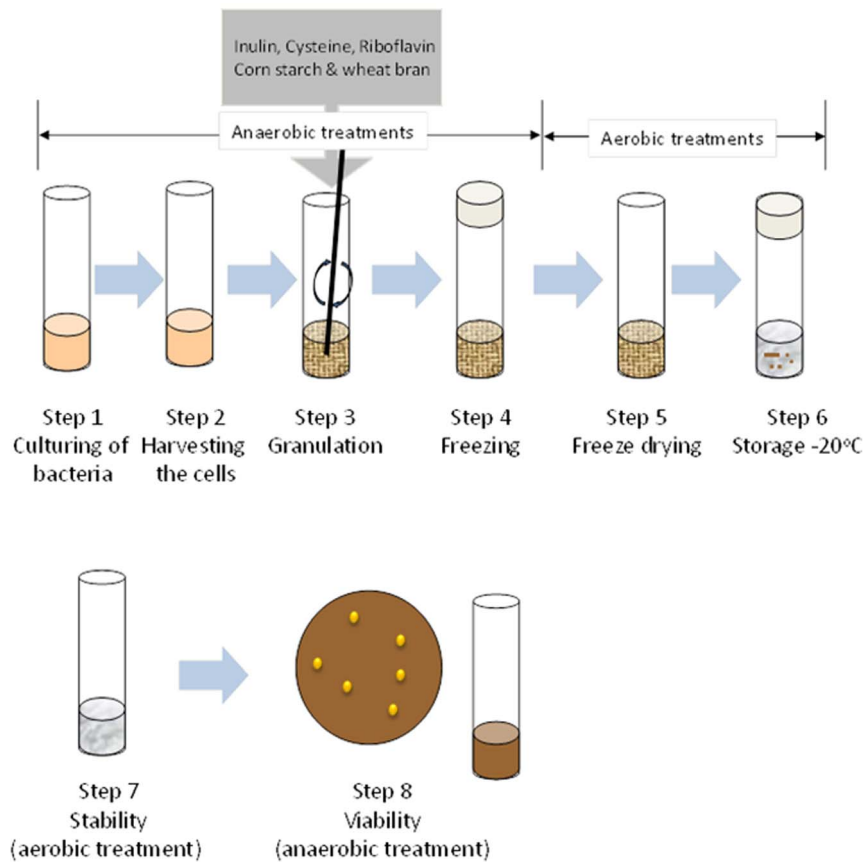 Inulin, Cysteine, Riboflavin
Corn starch & wheat bran
Anaerobic treatments
Aerobic treatments
Step 1
Culturing of
bacteria
Step 2
Harvesting
the cells
Step 3
Granulation
Step 4
Freezing
Step 5
Freeze drying
Step 6
Storage -20°C
Step 7
Stability
(aerobic treatment)
Step 8
Viability
(anaerobic treatment)